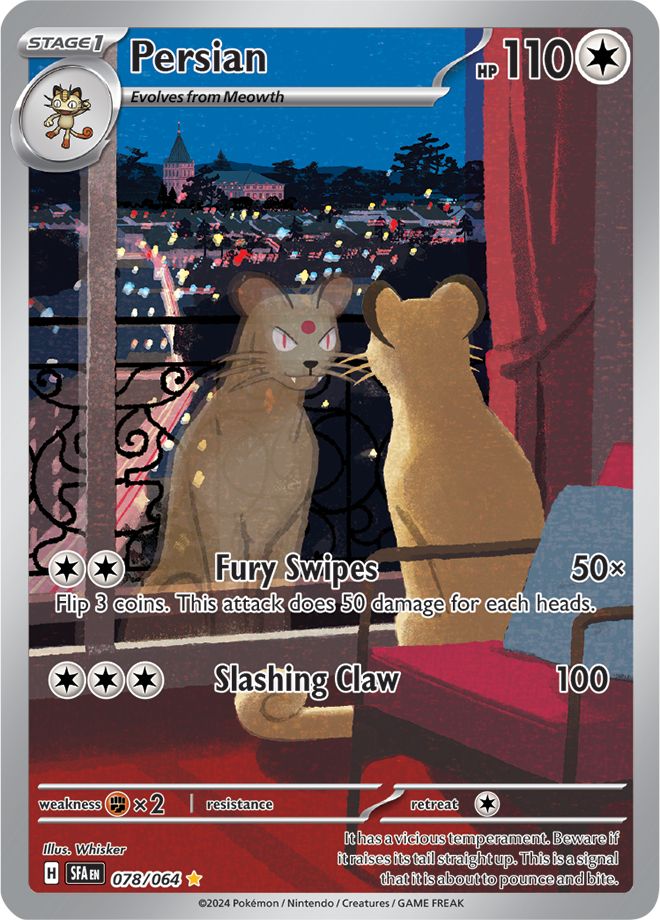 STAGE1
Persian
HP 110
Evolves from Meowth
Fury Swipes 50×
Flip 3 coins. This attack does 50 damage for each heads.
Slashing Claw 100
weakness ×2 resistance retreat
Illus. Whisker
H SFA EN 078/064
It has a vicious temperament. Beware if
it raises its tail straight up. This is a signal
that it is about to pounce and bite.
©2024 Pokémon / Nintendo / Creatures / GAME FREAK